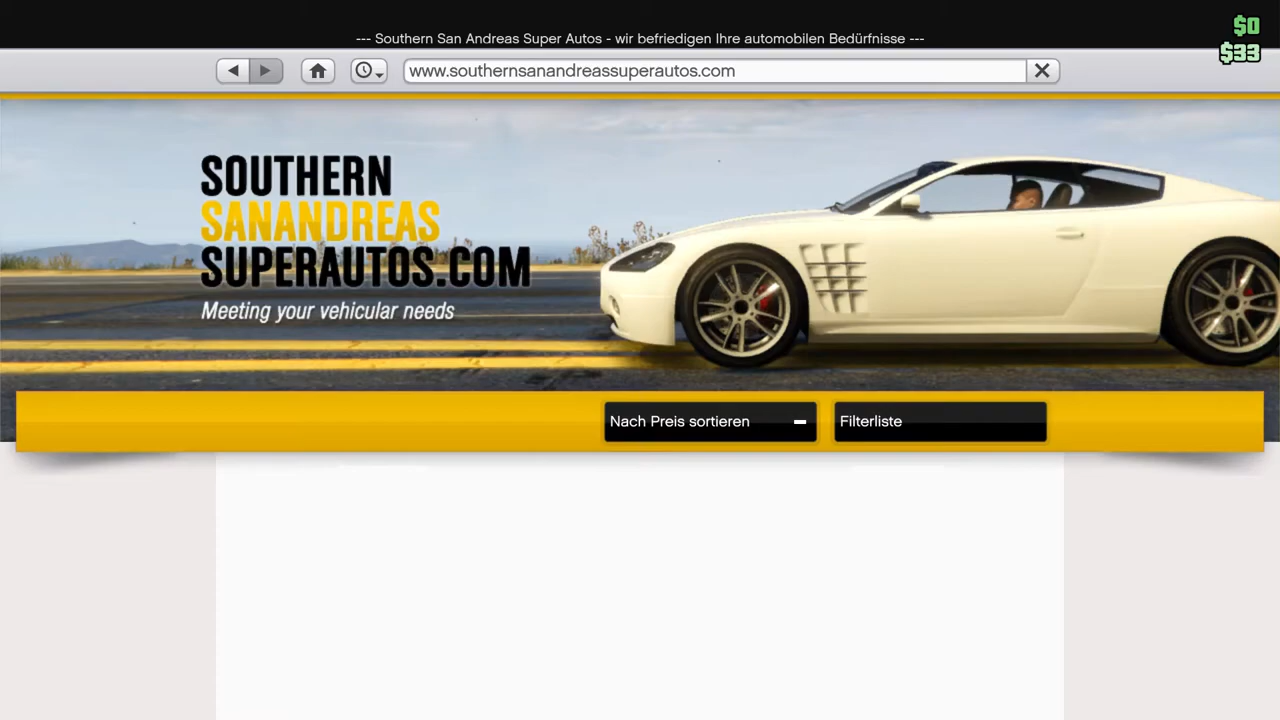 --- Southern San Andreas Super Autos - wir befriedigen Ihre automobilen Bedürfnisse ---
$0
$33
www.southernsanandreassuperautos.com
SOUTHERN
SANANDREAS
SUPERAUTOS.COM
Meeting your vehicular needs
Nach Preis sortieren
Filterliste